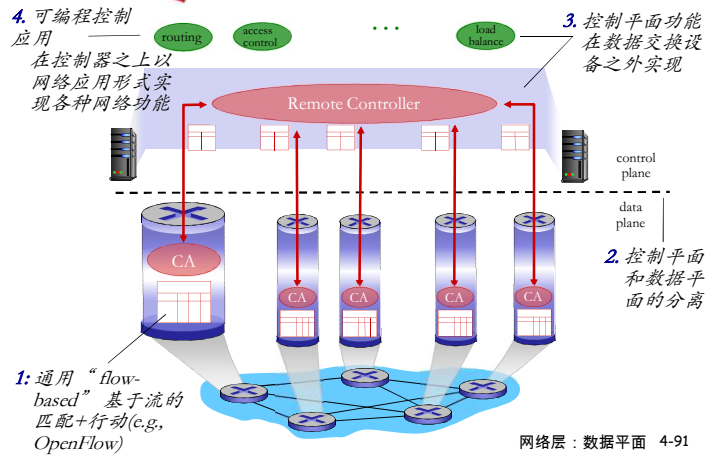 4. 可编程控制
应用
在控制器之上以
网络应用形式实
现各种网络功能
routing
access
control
...
load
balance
3. 控制平面功能
在数据交换设
备之外实现
Remote Controller
control
plane
data
plane
CA
CA
CA
CA
CA
2. 控制平面
和数据平
面的分离
1: 通用“flow-
based”基于流的
匹配+行动(e.g.,
OpenFlow)
网络层：数据平面 4-91